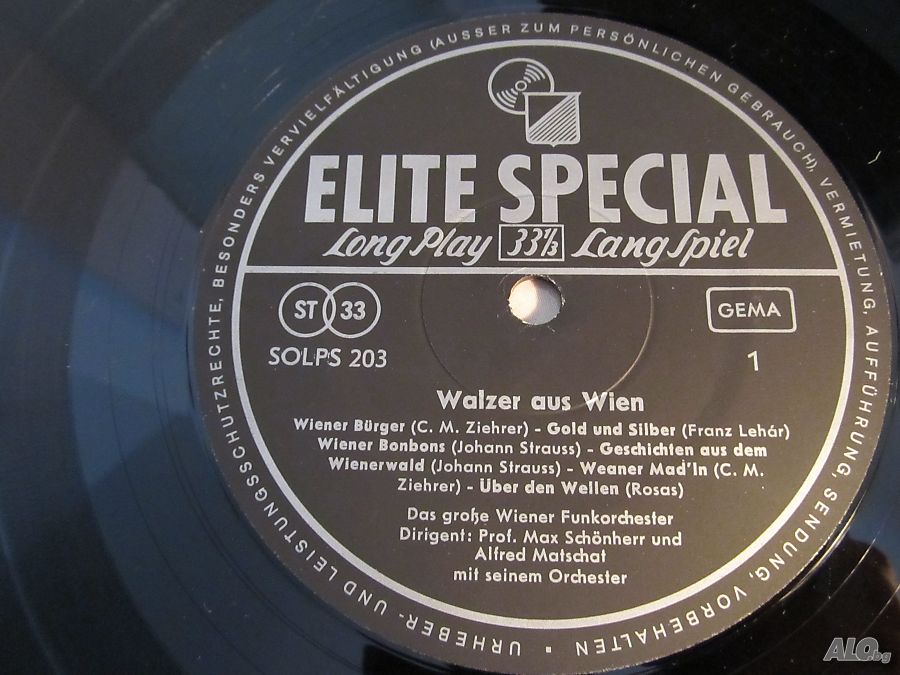 URHEBER- UND LEISTUNGSSCHUTZRECHTE, BESONDERS VERVIELFÄLTIGUNG (AUSSER ZUM PERSÖNLICHEN GEBRAUCH), VERMIETUNG, AUFFÜHRUNG, SENDUNG, VORBEHALTEN •
ELITE SPECIAL
Long Play 33⅓ Lang Spiel
ST 33
GEMA
SOLPS 203
1
Walzer aus Wien
Wiener Bürger (C. M. Ziehrer) - Gold und Silber (Franz Lehár)
Wiener Bonbons (Johann Strauss) - Geschichten aus dem
Wienerwald (Johann Strauss) - Weaner Mad'ln (C. M.
Ziehrer) - Über den Wellen (Rosas)
Das große Wiener Funkorchester
Dirigent: Prof. Max Schönherr und
Alfred Matschat
mit seinem Orchester
ALO.bg